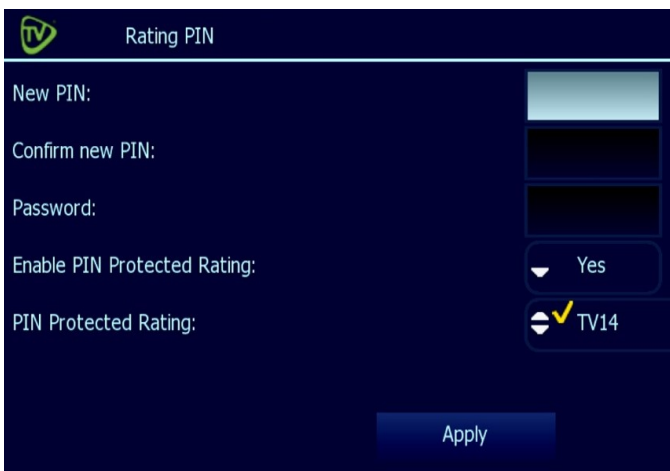 TV
Rating PIN
New PIN:
Confirm new PIN:
Password:
Enable PIN Protected Rating:
Yes
PIN Protected Rating:
TV14
Apply